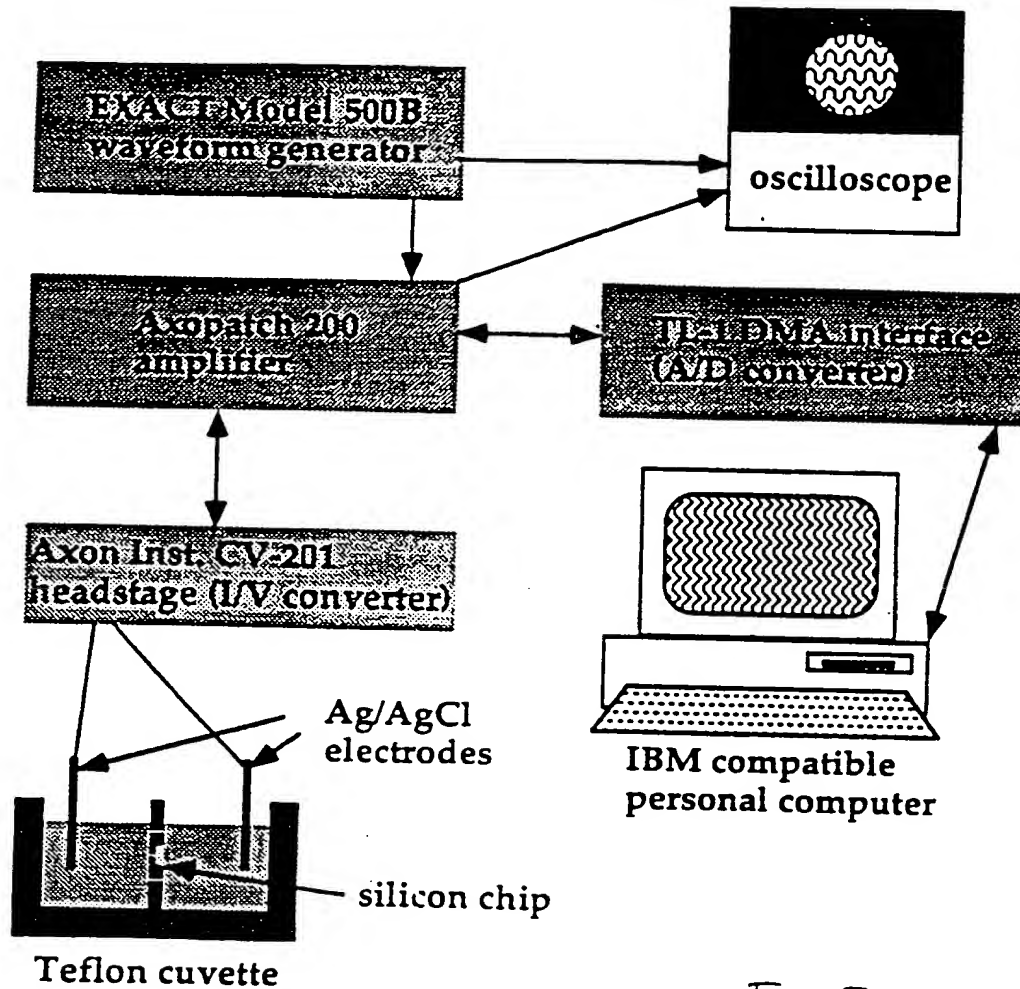 EXACT Model 500B
waveform generator
oscilloscope
Axopatch 200
amplifier
TL-1 DMA interface
(A/D converter)
Axon Inst. CV-201
headstage (I/V converter)
Ag/AgCl
electrodes
IBM compatible
personal computer
silicon chip
Teflon cuvette